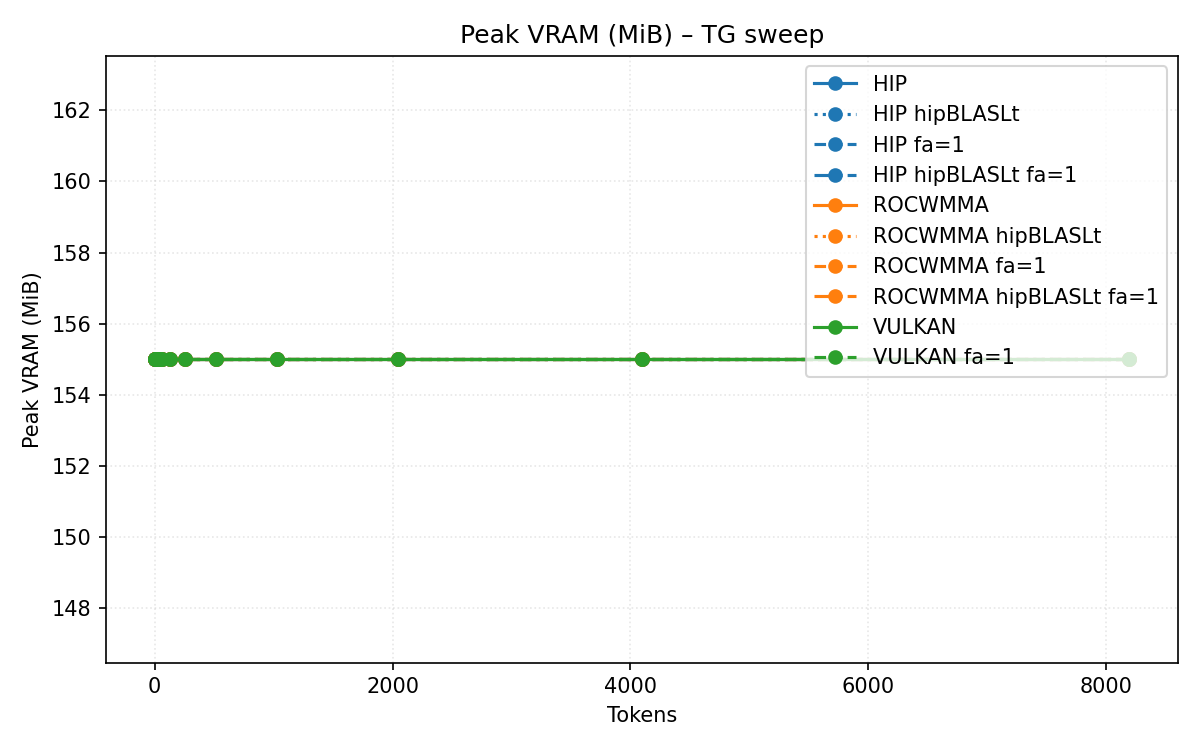 Peak VRAM (MiB) – TG sweep
HIP
HIP hipBLASLt
HIP fa=1
HIP hipBLASLt fa=1
ROCWMMA
ROCWMMA hipBLASLt
ROCWMMA fa=1
ROCWMMA hipBLASLt fa=1
VULKAN
VULKAN fa=1
Peak VRAM (MiB)
162
160
158
156
154
152
150
148
0 2000 4000 6000 8000
Tokens